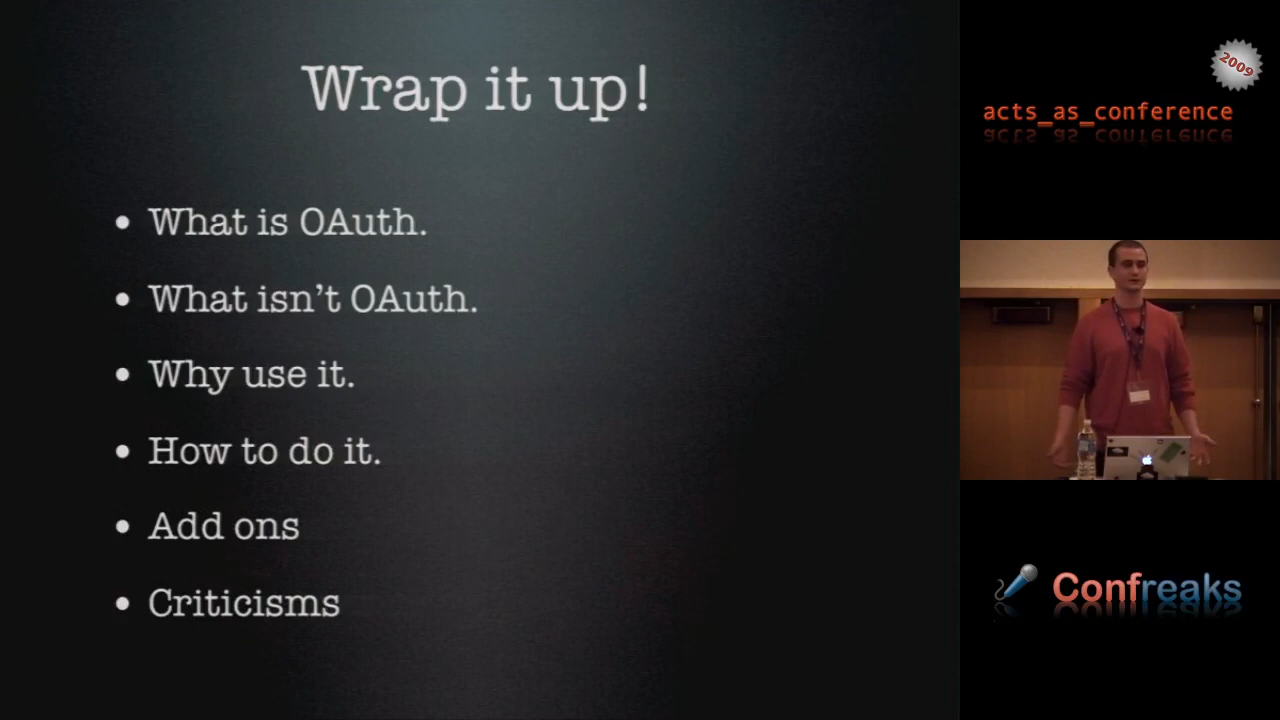 Wrap it up!
• What is OAuth.
• What isn't OAuth.
• Why use it.
• How to do it.
• Add ons
• Criticisms
2009
acts_as_conference
Confreaks